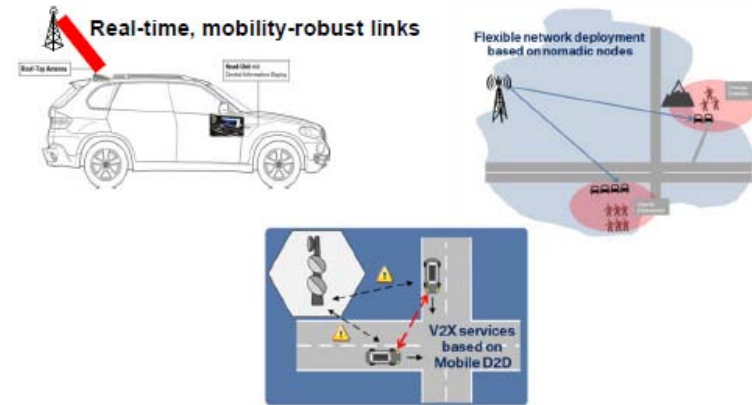 Real-time, mobility-robust links
Roof-Top Antenna
Head Unit
Central Information Display
Flexible network deployment
based on nomadic nodes
V2X services
based on
Mobile D2D